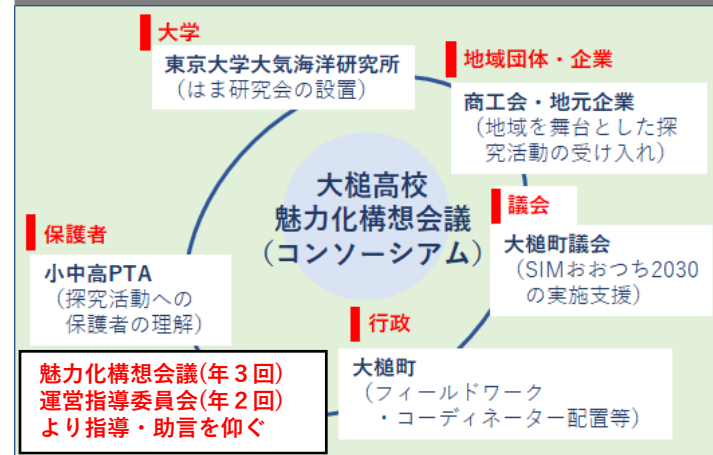 大学
東京大学大気海洋研究所
（はま研究会の設置）
地域団体・企業
商工会・地元企業
（地域を舞台とした探
究活動の受け入れ）
大槌高校
魅力化構想会議
（コンソーシアム）
議会
大槌町議会
（SIMおおつち2030
の実施支援）
保護者
小中高PTA
（探究活動への
保護者の理解）
行政
大槌町
（フィールドワーク
・コーディネーター配置等）
魅力化構想会議(年３回)
運営指導委員会(年２回)
より指導・助言を仰ぐ